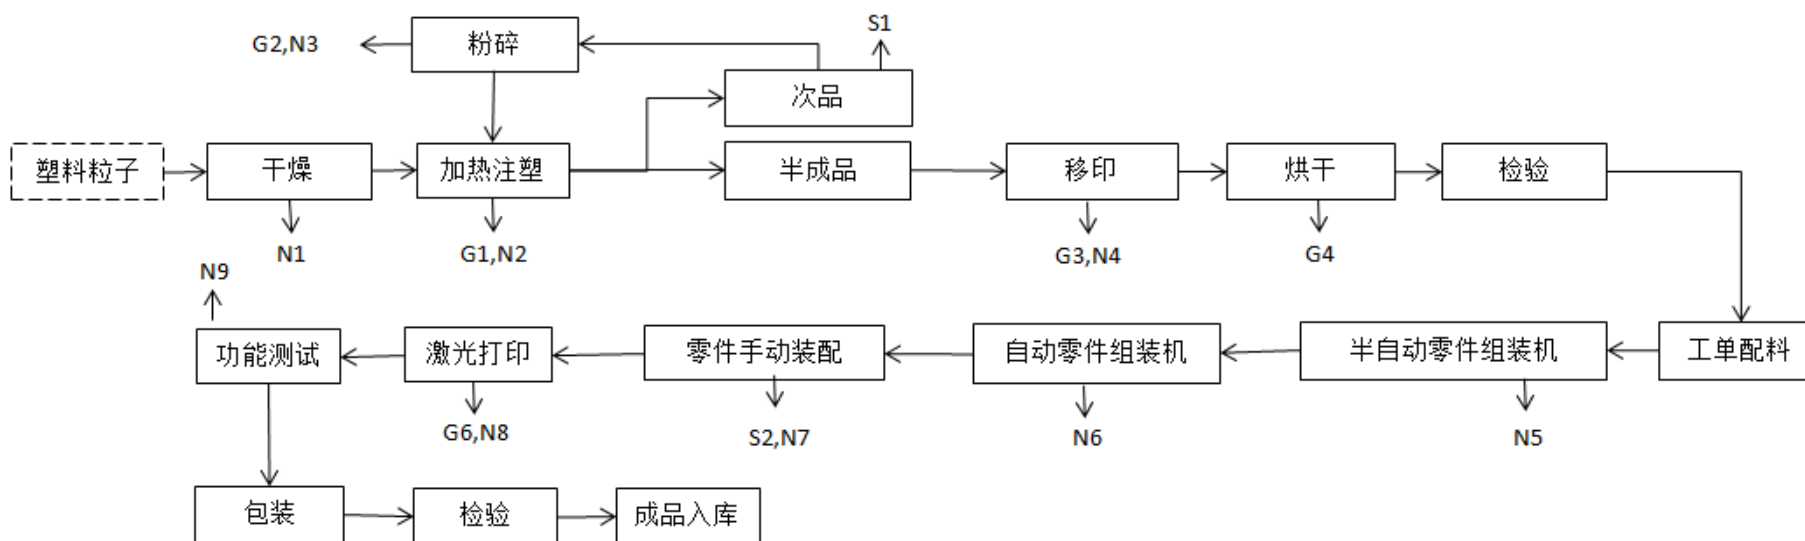 S1
G2,N3
粉碎
次品
塑料粒子
干燥
加热注塑
半成品
移印
烘干
检验
N1
G1,N2
G3,N4
G4
N9
功能测试
激光打印
零件手动装配
自动零件组装机
半自动零件组装机
工单配料
G6,N8
S2,N7
N6
N5
包装
检验
成品入库